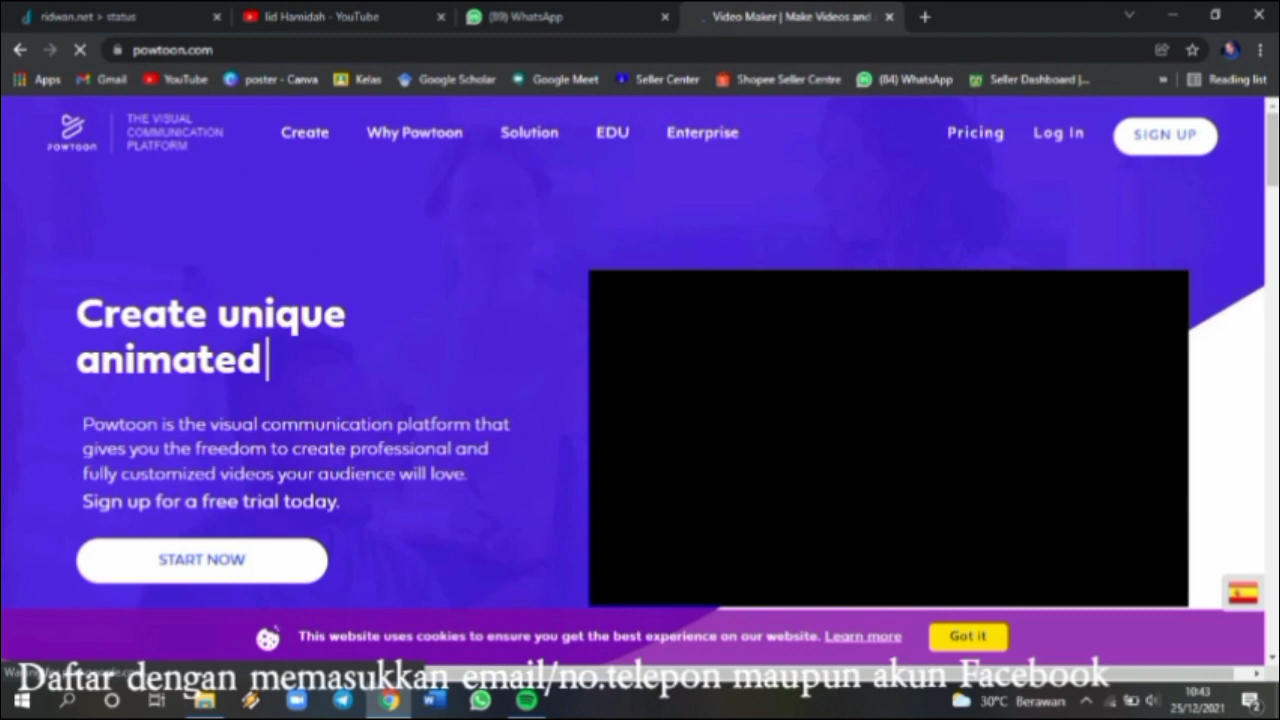 ridwan.net > status
Iid Hamidah - YouTube
(89) WhatsApp
Video Maker | Make Videos and
powtoon.com
Apps
Gmail
YouTube
poster - Canva
Kelas
Google Scholar
Google Meet
Seller Center
Shopee Seller Centre
(84) WhatsApp
Seller Dashboard |...
Reading list
POWTOON
THE VISUAL
COMMUNICATION
PLATFORM
Create
Why Powtoon
Solution
EDU
Enterprise
Pricing
Log In
SIGN UP
Create unique
animated
Powtoon is the visual communication platform that
gives you the freedom to create professional and
fully customized videos your audience will love.
Sign up for a free trial today.
START NOW
This website uses cookies to ensure you get the best experience on our website. Learn more
Got it
Daftar dengan memasukkan email/no.telepon maupun akun Facebook
30°C Berawan
10:43
25/12/2021